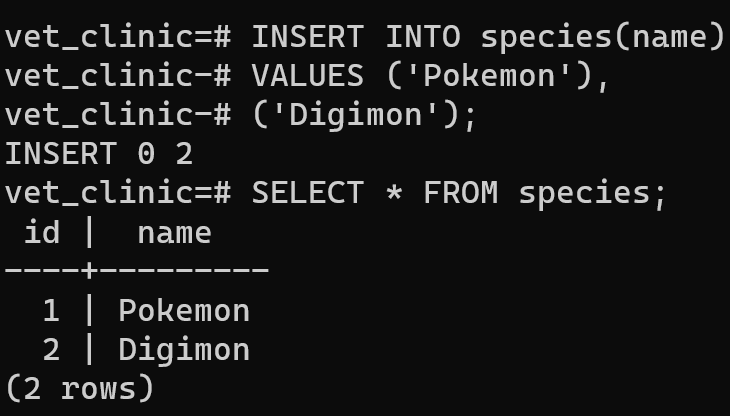 vet_clinic=# INSERT INTO species(name)
vet_clinic-# VALUES ('Pokemon'),
vet_clinic-# ('Digimon');
INSERT 0 2
vet_clinic=# SELECT * FROM species;
 id |  name
----+---------
  1 | Pokemon
  2 | Digimon
(2 rows)